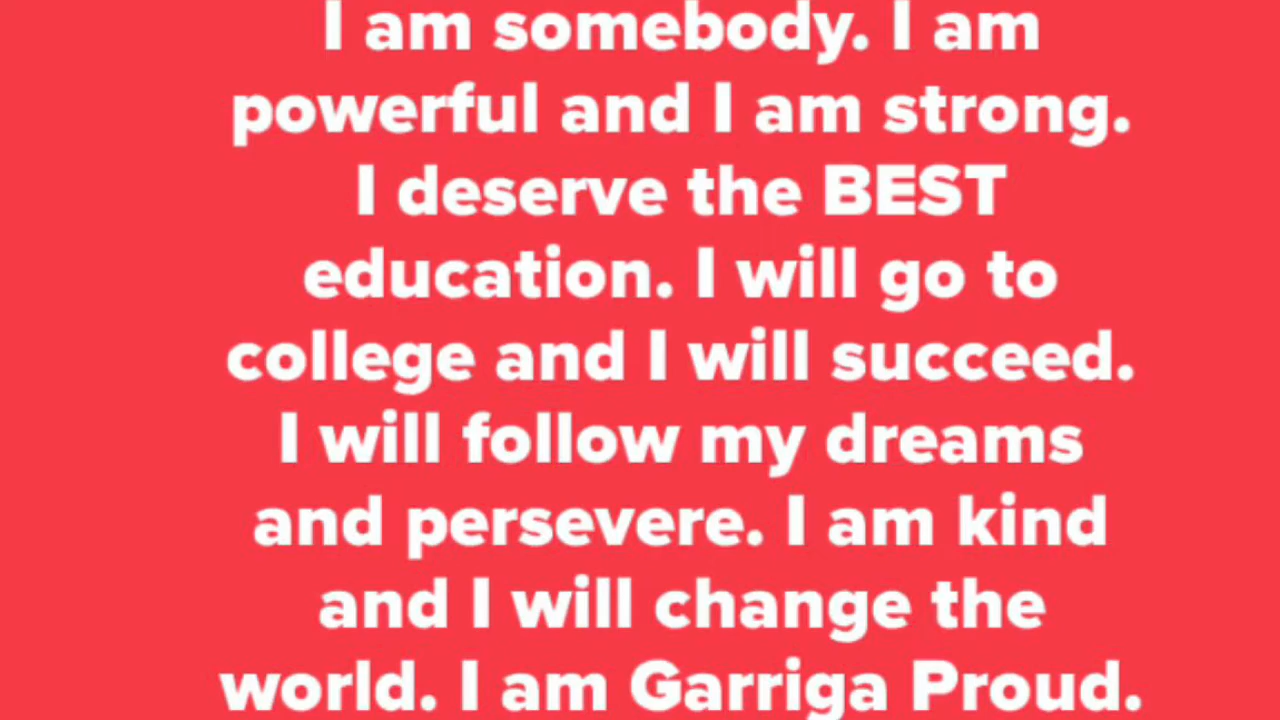 I am somebody. I am
powerful and I am strong.
I deserve the BEST
education. I will go to
college and I will succeed.
I will follow my dreams
and persevere. I am kind
and I will change the
world. I am Garriga Proud.